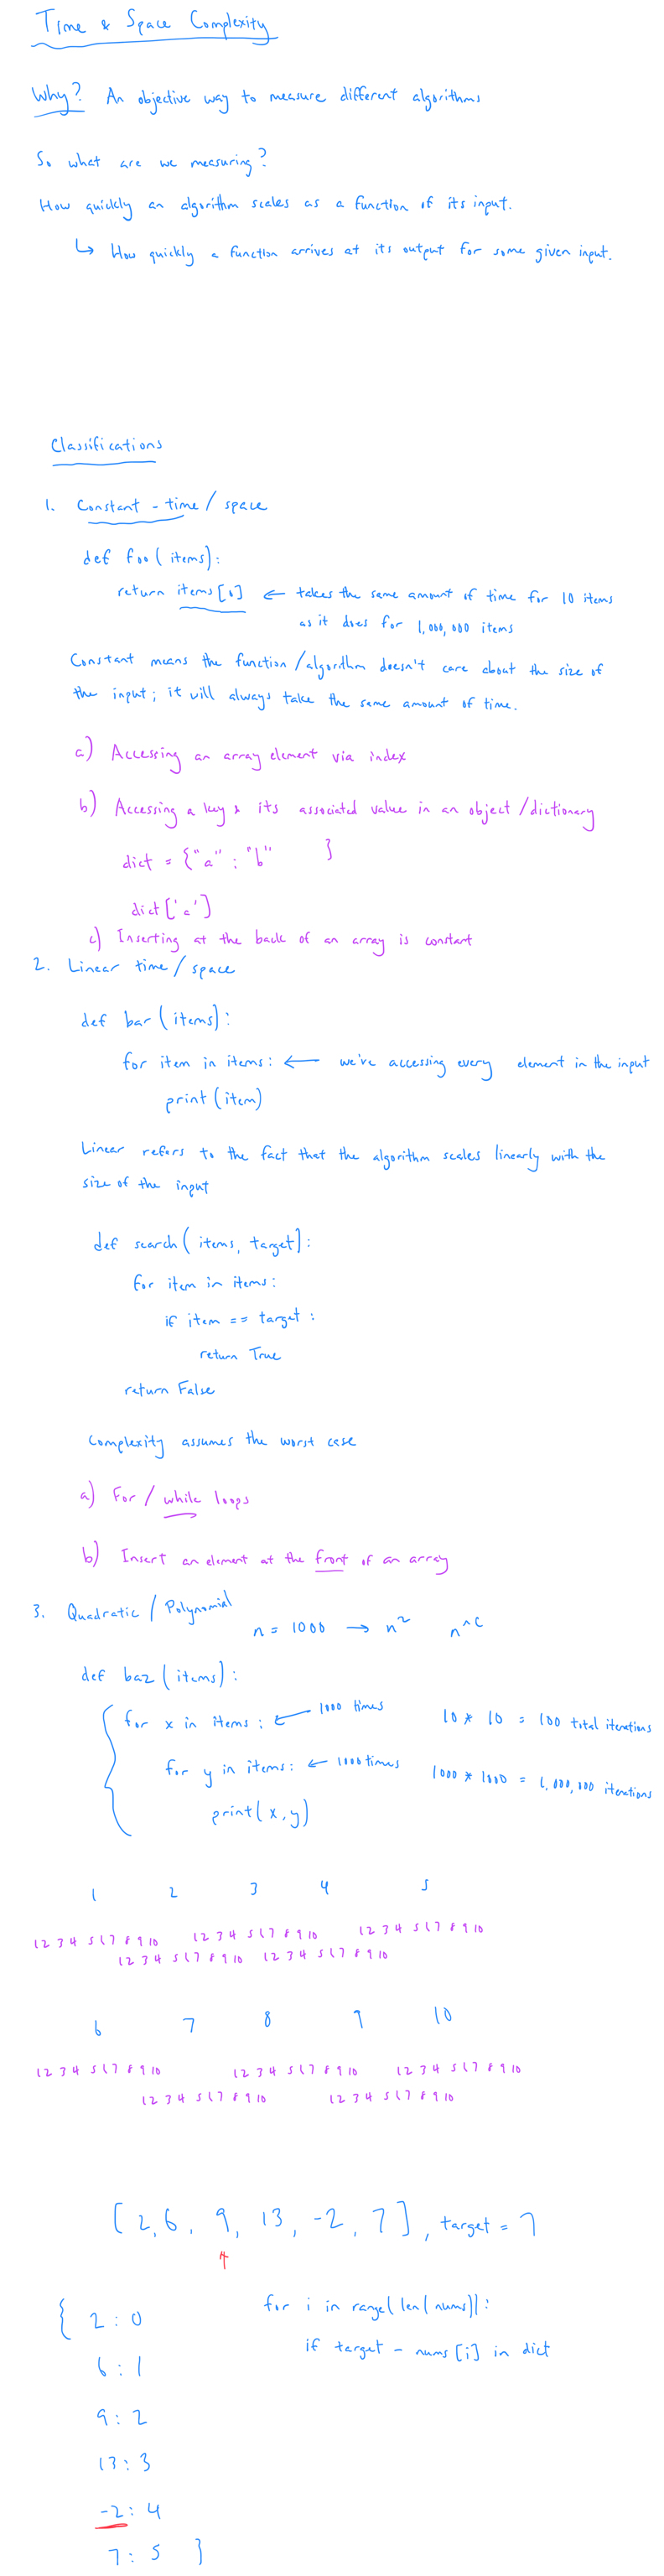 Time & Space Complexity
Why? An objective way to measure different algorithms
So what are we measuring?
How quickly an algorithm scales as a function of its input.
↳ How quickly a function arrives at its output for some given input.
Classifications
1. Constant - time / space
def foo(items):
return items[0] ← takes the same amount of time for 10 items
as it does for 1,000,000 items
Constant means the function/algorithm doesn't care about the size of
the input; it will always take the same amount of time.
a) Accessing an array element via index
b) Accessing a key & its associated value in an object/dictionary
dict = {"a" : "b" }
dict['a']
c) Inserting at the back of an array is constant
2. Linear time/space
def bar(items):
for item in items: ← we've accessing every element in the input
print(item)
Linear refers to the fact that the algorithm scales linearly with the
size of the input
def search(items, target]:
for item in items:
if item == target :
return True
return False
Complexity assumes the worst case
a) For / while loops
b) Insert an element at the front of an array
3. Quadratic / Polynomial
n = 1000 → n^2 n^c
def baz(items):
for x in items : ← 1000 times 10 * 10 = 100 total iterations
for y in items: ← 1000 times 1000 * 1000 = 1,000,000 iterations
print(x,y)
1 2 3 4 5
1 2 3 4 5 6 7 8 9 10 1 2 3 4 5 6 7 8 9 10 1 2 3 4 5 6 7 8 9 10
1 2 3 4 5 6 7 8 9 10 1 2 3 4 5 6 7 8 9 10
6 7 8 9 10
1 2 3 4 5 6 7 8 9 10 1 2 3 4 5 6 7 8 9 10 1 2 3 4 5 6 7 8 9 10
1 2 3 4 5 6 7 8 9 10 1 2 3 4 5 6 7 8 9 10
[2, 6, 9, 13, -2, 7], target = 7
for i in range(len(nums)):
{ 2 : 0
if target - nums[i] in dict
6 : 1
9 : 2
13 : 3
-2 : 4
7 : 5 }